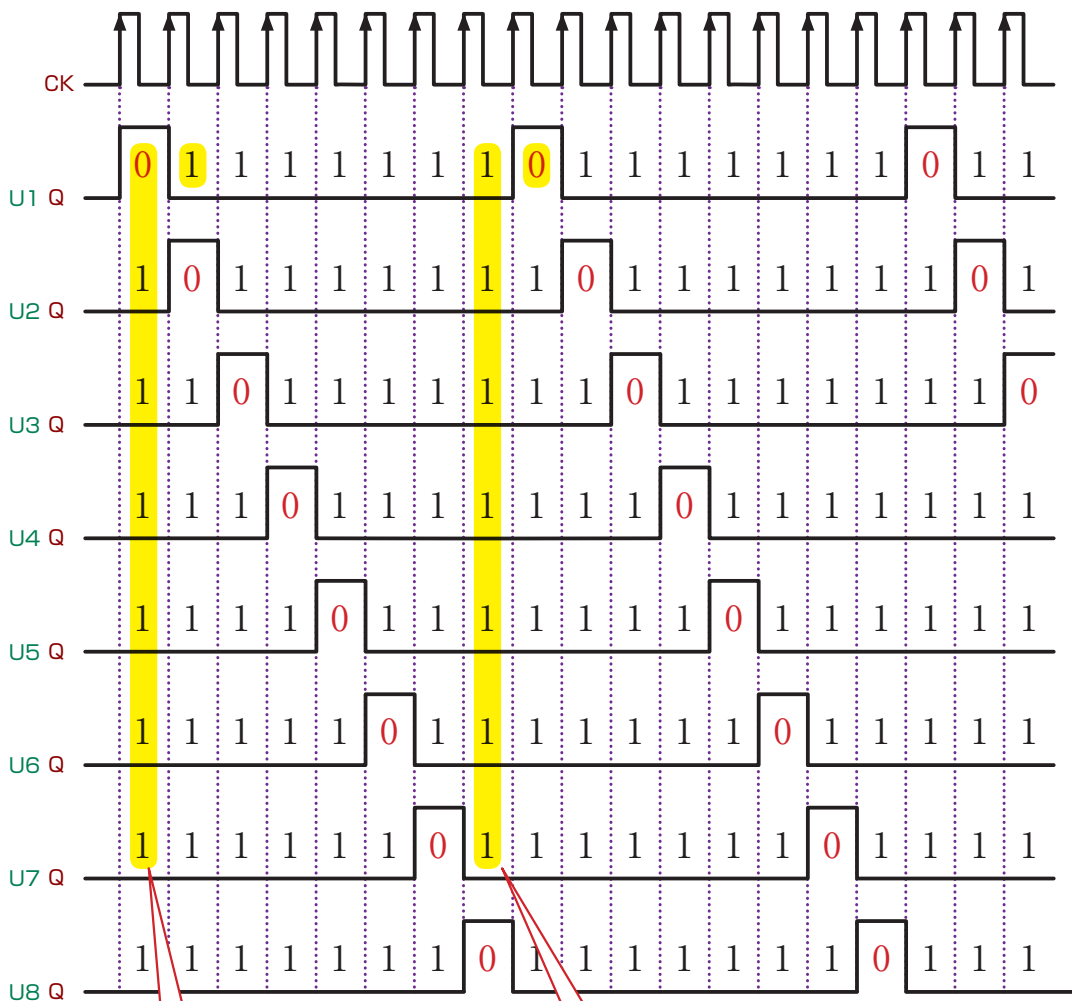 CK
0 1 1 1 1 1 1 1 0 1 1 1 1 1 1 1 0 1 1
U1 Q
1 0 1 1 1 1 1 1 1 0 1 1 1 1 1 1 1 0 1
U2 Q
1 1 0 1 1 1 1 1 1 1 0 1 1 1 1 1 1 1 0
U3 Q
1 1 1 0 1 1 1 1 1 1 1 0 1 1 1 1 1 1 1
U4 Q
1 1 1 1 0 1 1 1 1 1 1 1 0 1 1 1 1 1 1
U5 Q
1 1 1 1 1 0 1 1 1 1 1 1 1 0 1 1 1 1 1
U6 Q
1 1 1 1 1 1 0 1 1 1 1 1 1 1 0 1 1 1 1
U7 Q
1 1 1 1 1 1 1 0 1 1 1 1 1 1 1 0 1 1 1
U8 Q